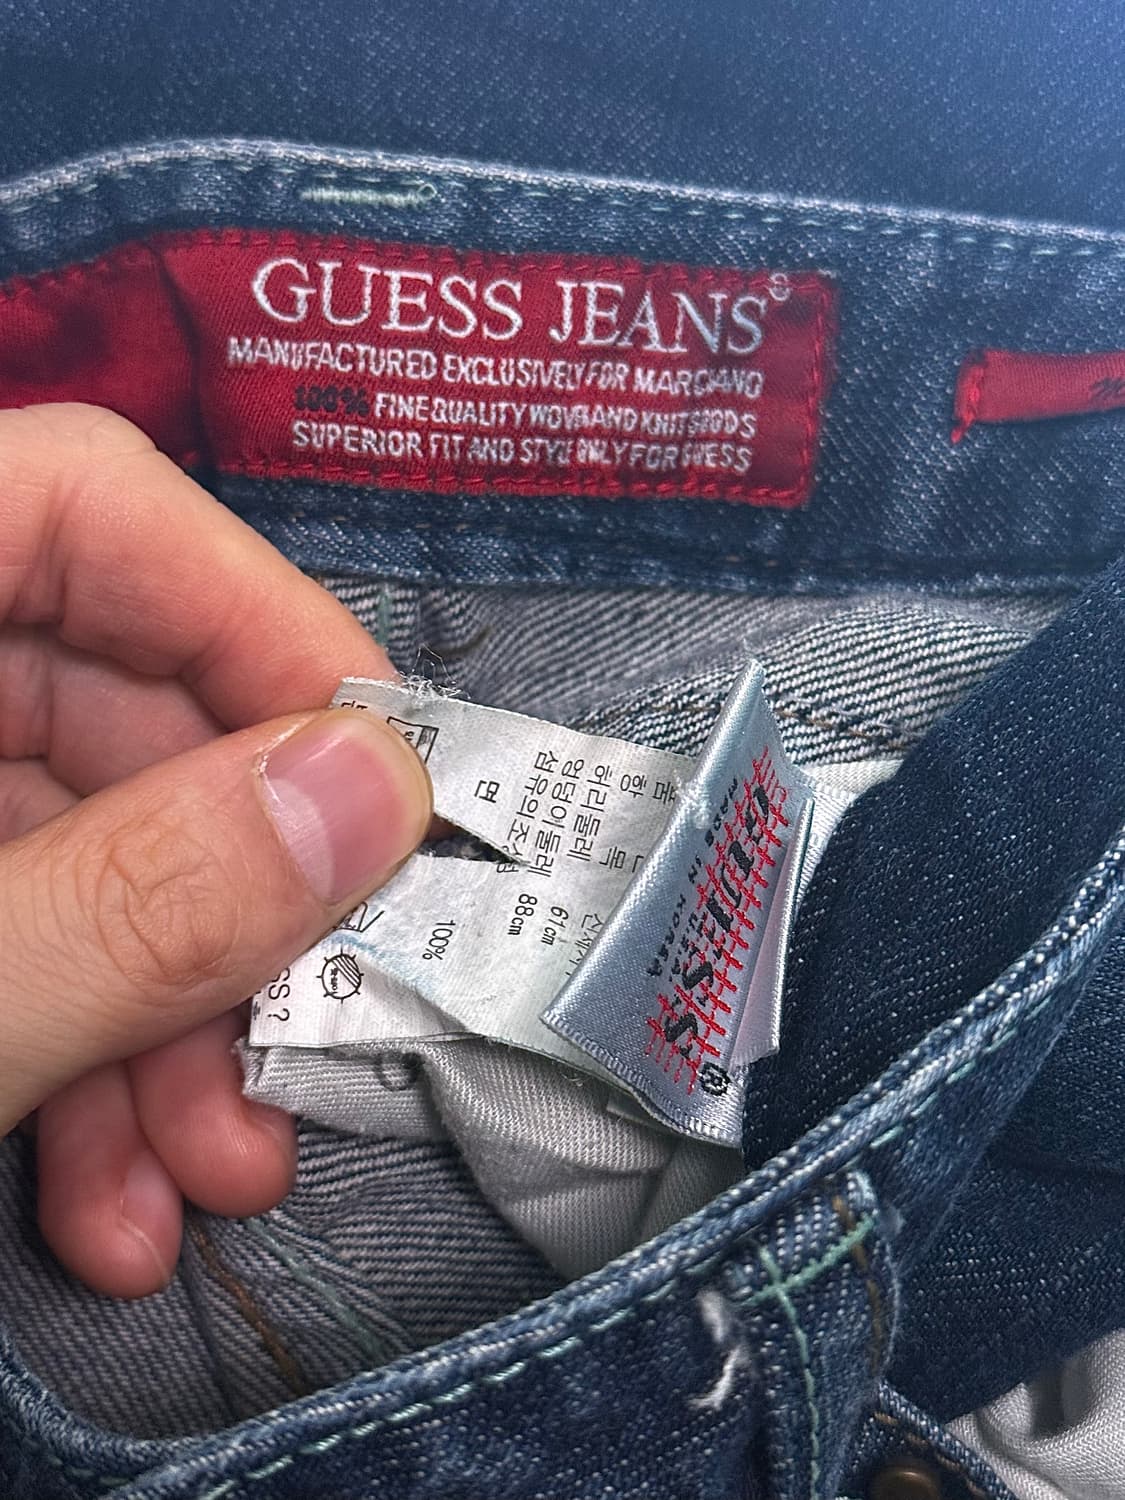 GUESS JEANS®
MANUFACTURED EXCLUSIVELY FOR MARCIANO
100% FINE QUALITY WOVEN AND KNIT GOODS
SUPERIOR FIT AND STYLE ONLY FOR GUESS
항 목
허리둘레 61cm
엉덩이둘레 88cm
섬유의 조성
면 100%
GUESS®
U.S.A.
MADE IN KOREA